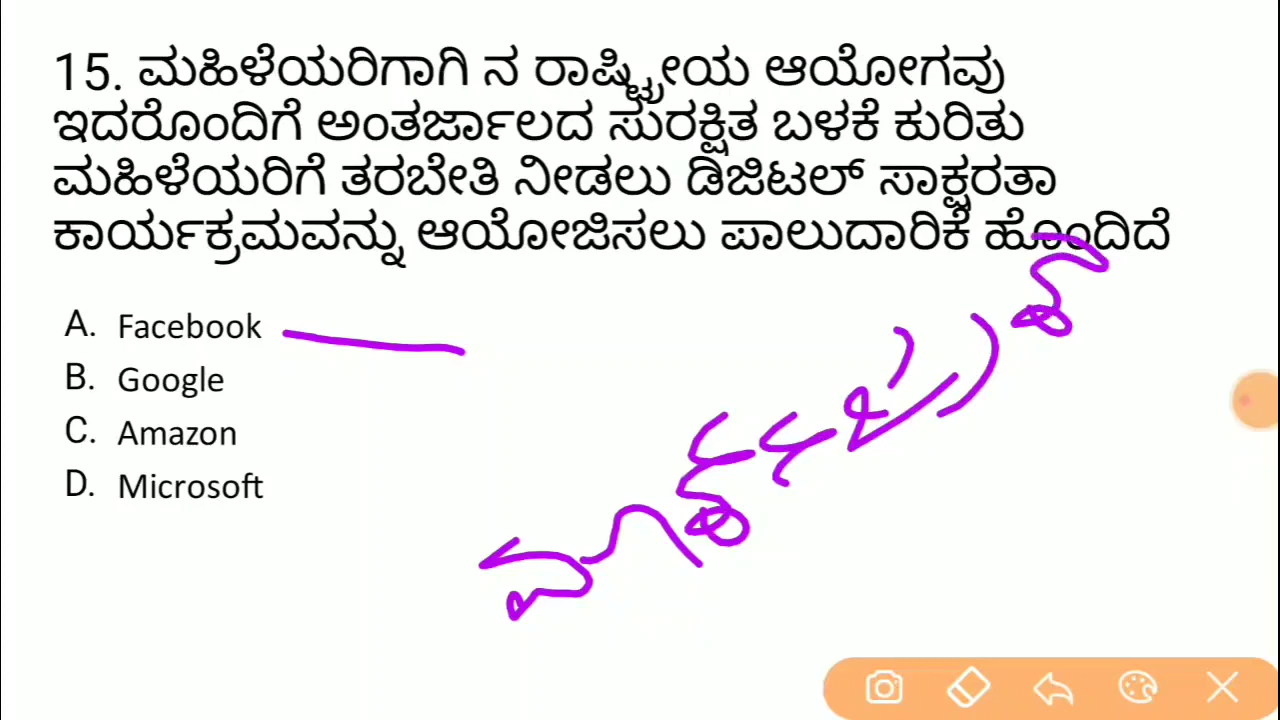 15. ಮಹಿಳೆಯರಿಗಾಗಿ ನ ರಾಷ್ಟ್ರೀಯ ಆಯೋಗವು
ಇದರೊಂದಿಗೆ ಅಂತರ್ಜಾಲದ ಸುರಕ್ಷಿತ ಬಳಕೆ ಕುರಿತು
ಮಹಿಳೆಯರಿಗೆ ತರಬೇತಿ ನೀಡಲು ಡಿಜಿಟಲ್ ಸಾಕ್ಷರತಾ
ಕಾರ್ಯಕ್ರಮವನ್ನು ಆಯೋಜಿಸಲು ಪಾಲುದಾರಿಕೆ ಹೊಂದಿದೆ
A. Facebook
B. Google
C. Amazon
D. Microsoft